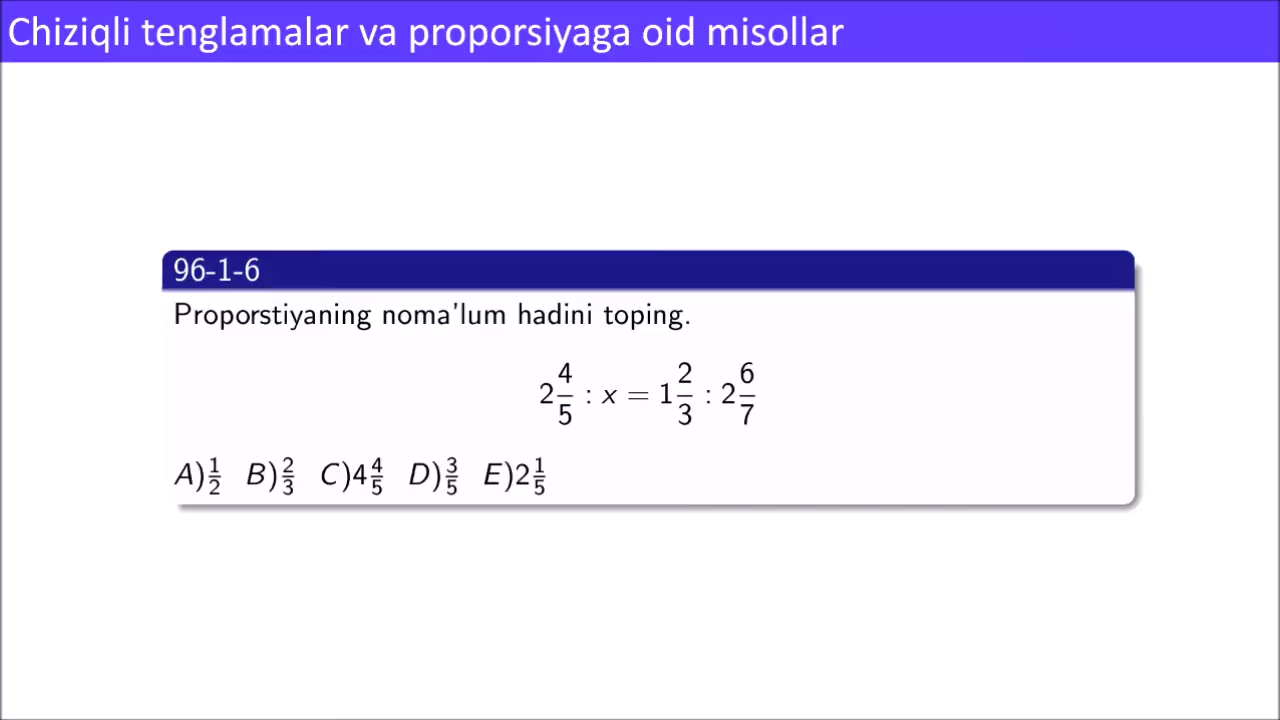 Chiziqli tenglamalar va proporsiyaga oid misollar
96-1-6
Proporstiyaning noma'lum hadini toping.
2 4/5 : x = 1 2/3 : 2 6/7
A) 1/2 B) 2/3 C) 4 4/5 D) 3/5 E) 2 1/5